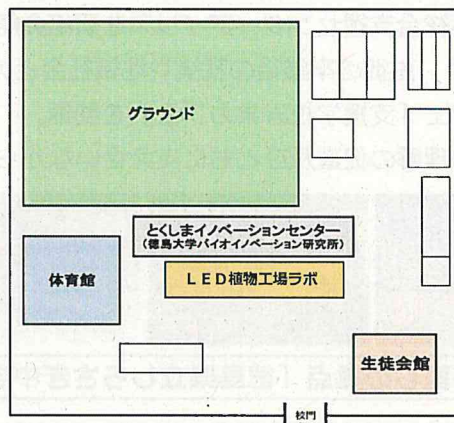 グラウンド
とくしまイノベーションセンター
(徳島大学バイオイノベーション研究所)
体育館
LED植物工場ラボ
生徒会館
校門